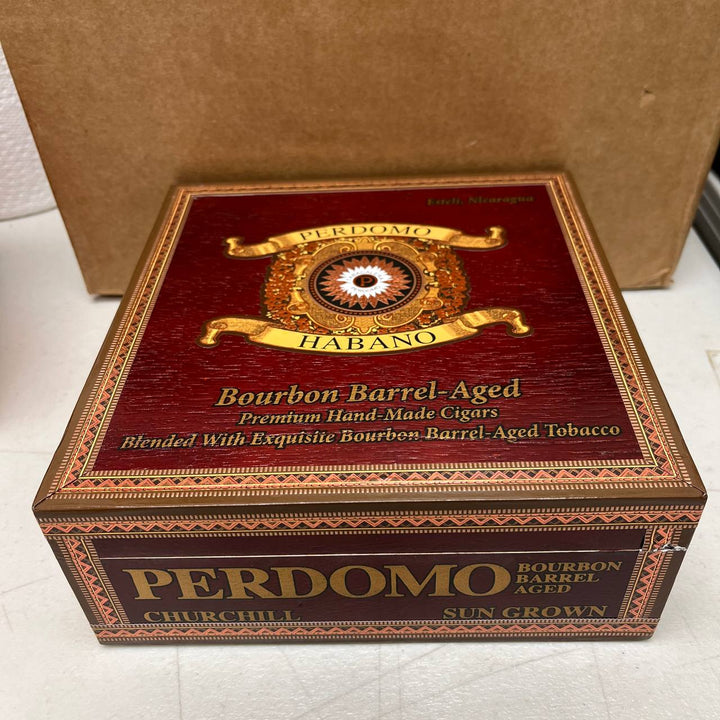 Estelí, Nicaragua
PERDOMO
P
HABANO
Bourbon Barrel-Aged
Premium Hand-Made Cigars
Blended With Exquisite Bourbon Barrel-Aged Tobacco
PERDOMO
BOURBON
BARREL
AGED
CHURCHILL
SUN GROWN